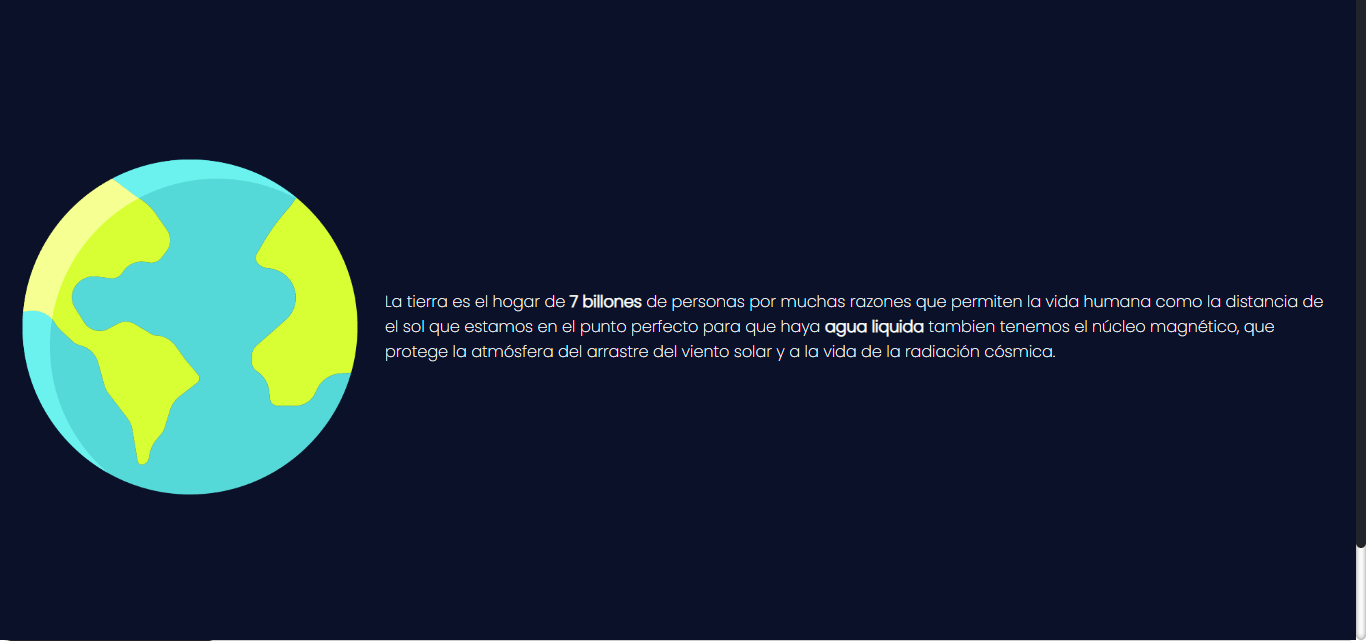 La tierra es el hogar de 7 billones de personas por muchas razones que permiten la vida humana como la distancia de
el sol que estamos en el punto perfecto para que haya agua liquida tambien tenemos el núcleo magnético, que
protege la atmósfera del arrastre del viento solar y a la vida de la radiación cósmica.